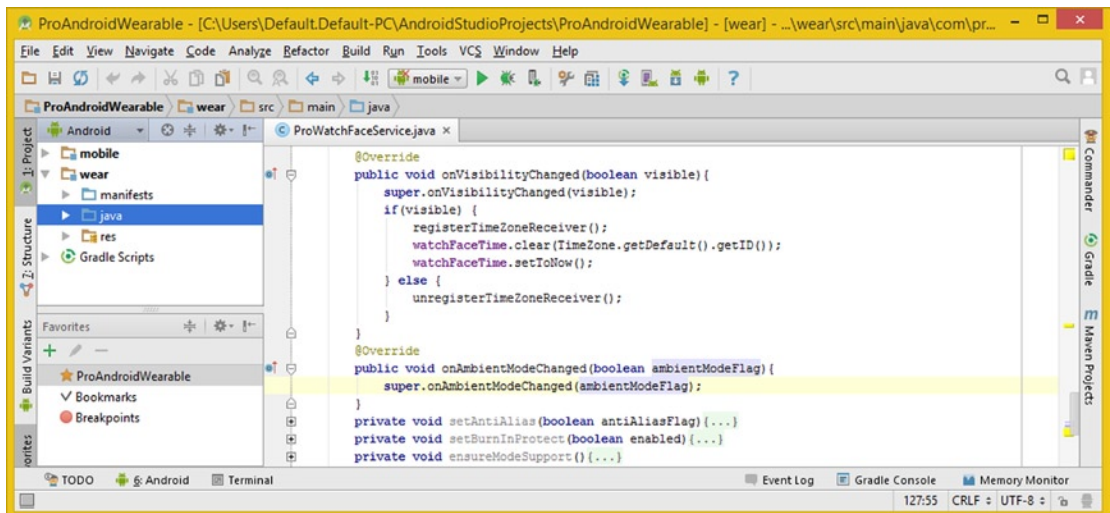 ProAndroidWearable - [C:\Users\Default.Default-PC\AndroidStudioProjects\ProAndroidWearable] - [wear] - ...\wear\src\main\java\com\pr...
File Edit View Navigate Code Analyze Refactor Build Run Tools VCS Window Help
mobile
ProAndroidWearable wear src main java
1: Project
7: Structure
Build Variants
vorites
Android
mobile
wear
manifests
java
res
Gradle Scripts
Favorites
ProAndroidWearable
Bookmarks
Breakpoints
ProWatchFaceService.java
@Override
public void onVisibilityChanged(boolean visible){
super.onVisibilityChanged(visible);
if(visible) {
registerTimeZoneReceiver();
watchFaceTime.clear(TimeZone.getDefault().getID());
watchFaceTime.setToNow();
} else {
unregisterTimeZoneReceiver();
}
}
@Override
public void onAmbientModeChanged(boolean ambientModeFlag){
super.onAmbientModeChanged(ambientModeFlag);
}
private void setAntiAlias(boolean antiAliasFlag){...}
private void setBurnInProtect(boolean enabled){...}
private void ensureModeSupport(){...}
Commander
Gradle
Maven Projects
TODO 6: Android Terminal Event Log Gradle Console Memory Monitor
127:55 CRLF UTF-8